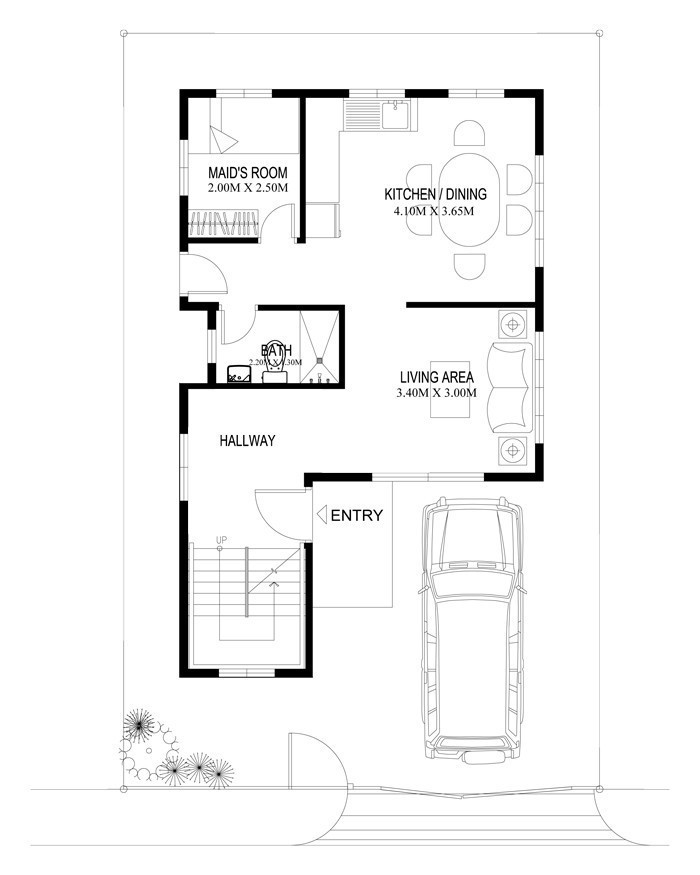 MAID'S ROOM
2.00M X 2.50M
KITCHEN / DINING
4.10M X 3.65M
BATH
2.20M X 1.30M
LIVING AREA
3.40M X 3.00M
HALLWAY
ENTRY
UP